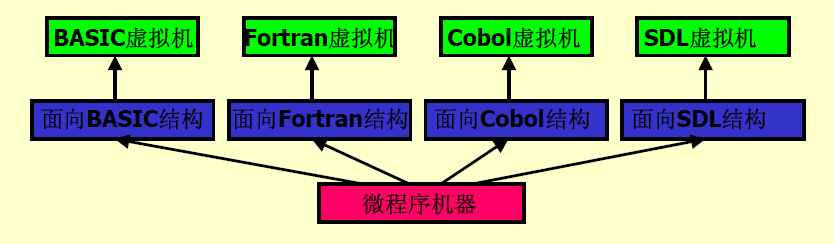 BASIC虚拟机
Fortran虚拟机
Cobol虚拟机
SDL虚拟机
面向BASIC结构
面向Fortran结构
面向Cobol结构
面向SDL结构
微程序机器